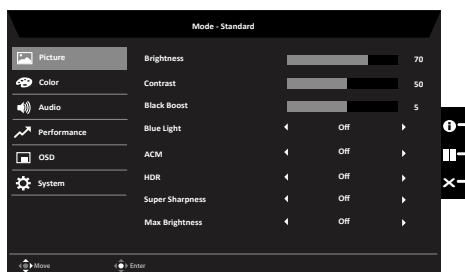 Mode - Standard
Picture
Color
Audio
Performance
OSD
System
Brightness 70
Contrast 50
Black Boost 5
Blue Light Off
ACM Off
HDR Off
Super Sharpness Off
Max Brightness Off
Move Enter